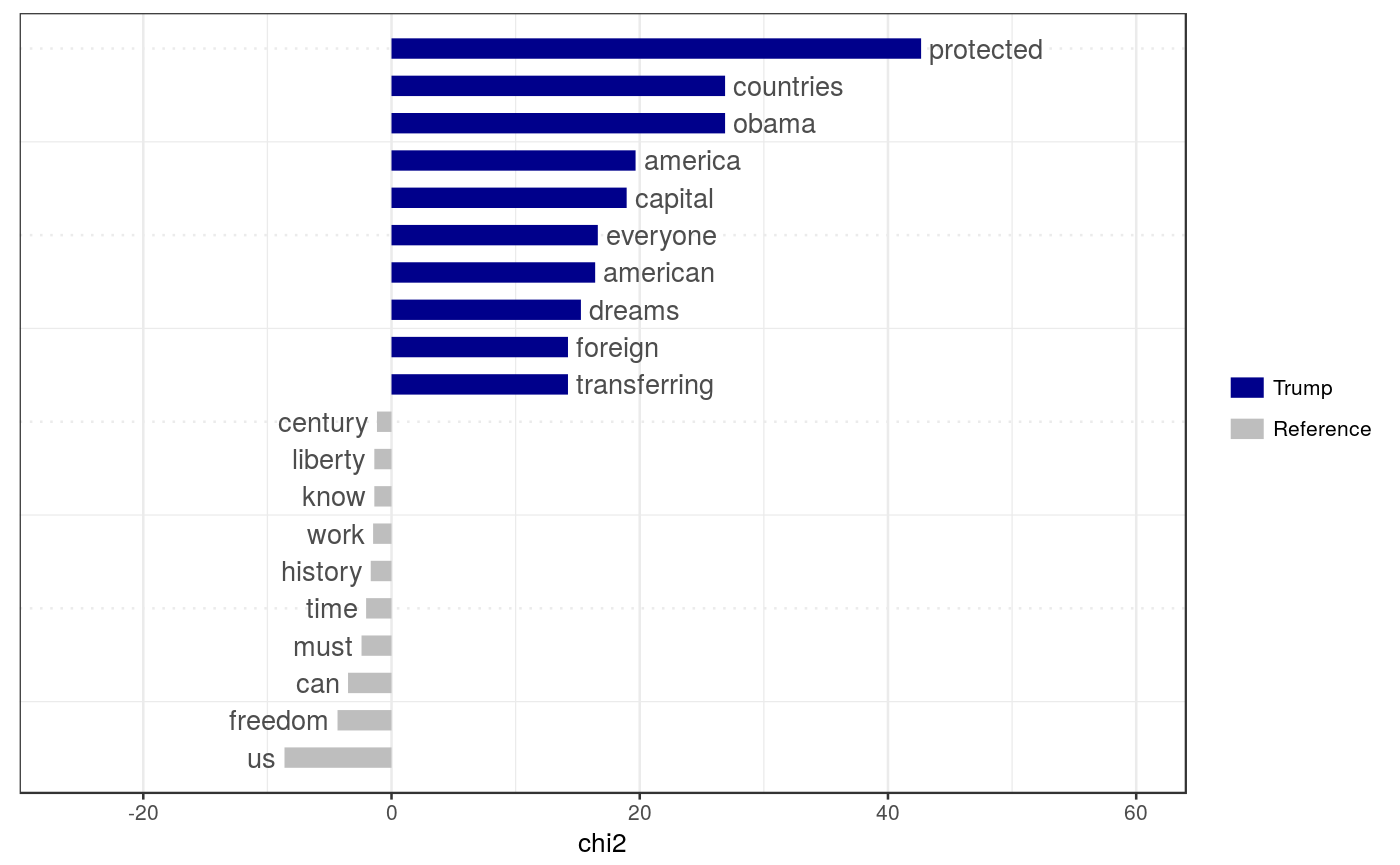 protected
countries
obama
america
capital
everyone
american
dreams
foreign
transferring
century
liberty
know
work
history
time
must
can
freedom
us
-20 0 20 40 60
chi2
Trump
Reference